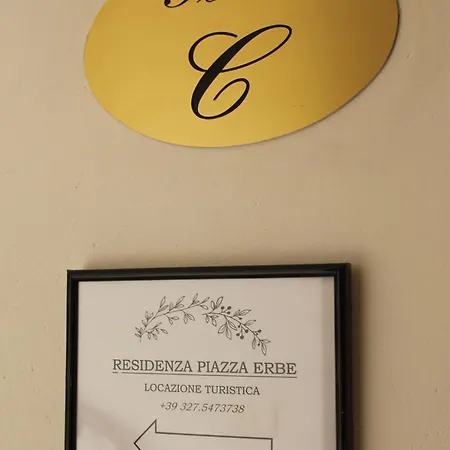 C
RESIDENZA PIAZZA ERBE
LOCAZIONE TURISTICA
+39 327.5473738